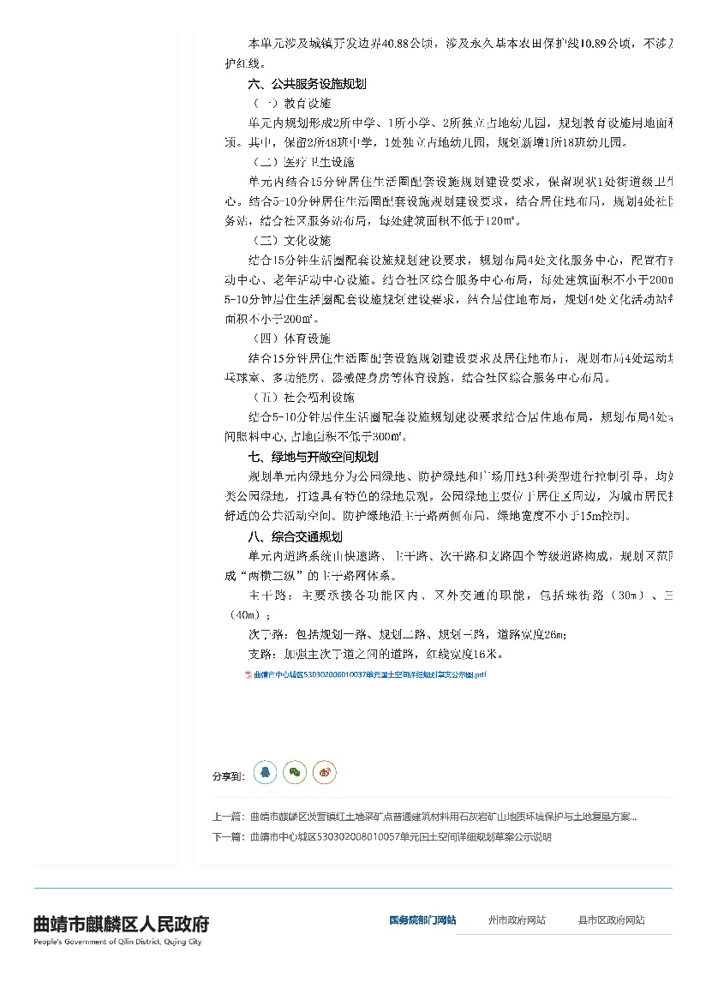 本单元涉及城镇开发边界40.88公顷，涉及永久基本农田保护线10.89公顷，不涉及
护红线。
六、公共服务设施规划
（一）教育设施
单元内规划形成2所中学、1所小学、2所独立占地幼儿园，规划教育设施用地面积
顷。其中，保留2所48班中学，1处独立占地幼儿园，规划新增1所18班幼儿园。
（二）医疗卫生设施
单元内结合15分钟居住生活圈配套设施规划建设要求，保留现状1处街道级卫生
心。结合5-10分钟居住生活圈配套设施规划建设要求，结合居住地布局，规划4处社区
务站，结合社区服务站布局，每处建筑面积不低于120㎡。
（三）文化设施
结合15分钟生活圈配套设施规划建设要求，规划布局4处文化服务中心，配置有青
动中心、老年活动中心设施。结合社区综合服务中心布局，每处建筑面积不小于200m
5-10分钟居住生活圈配套设施规划建设要求，结合居住地布局，规划4处文化活动站每
面积不小于200㎡。
（四）体育设施
结合15分钟居住生活圈配套设施规划建设要求及居住地布局，规划布局4处运动场
乓球室、多功能房、器械健身房等体育设施，结合社区综合服务中心布局。
（五）社会福利设施
结合5-10分钟居住生活圈配套设施规划建设要求结合居住地布局，规划布局4处老
间照料中心,占地面积不低于300㎡。
七、绿地与开敞空间规划
规划单元内绿地分为公园绿地、防护绿地和广场用地3种类型进行控制引导，均好
类公园绿地，打造具有特色的绿地景观。公园绿地主要位于居住区周边，为城市居民提
舒适的公共活动空间。防护绿地沿主干路两侧布局，绿地宽度不小于15m控制。
八、综合交通规划
单元内道路系统由快速路、主干路、次干路和支路四个等级道路构成，规划区范围
成“两横三纵”的主干路网体系。
主干路：主要承接各功能区内、区外交通的职能，包括珠街路（30m）、三
（40m）；
次干路：包括规划一路、规划二路、规划三路，道路宽度26m；
支路：加强主次干道之间的道路，红线宽度16米。
曲靖市中心城区530302006010037单元国土空间详细规划草案公示图.pdf
分享到：
上一篇：曲靖市麒麟区茨营镇红土墙采矿点普通建筑材料用石灰岩矿山地质环境保护与土地复垦方案...
下一篇：曲靖市中心城区530302008010057单元国土空间详细规划草案公示说明
曲靖市麒麟区人民政府
People's Government of Qilin District, Qujing City
国务院部门网站 州市政府网站 县市区政府网站